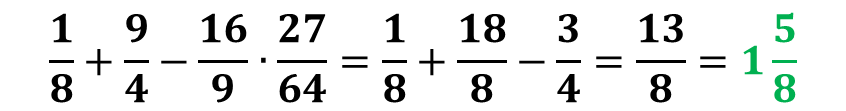 1/8 + 9/4 − 16/9 · 27/64 = 1/8 + 18/8 − 3/4 = 13/8 = 1 5/8